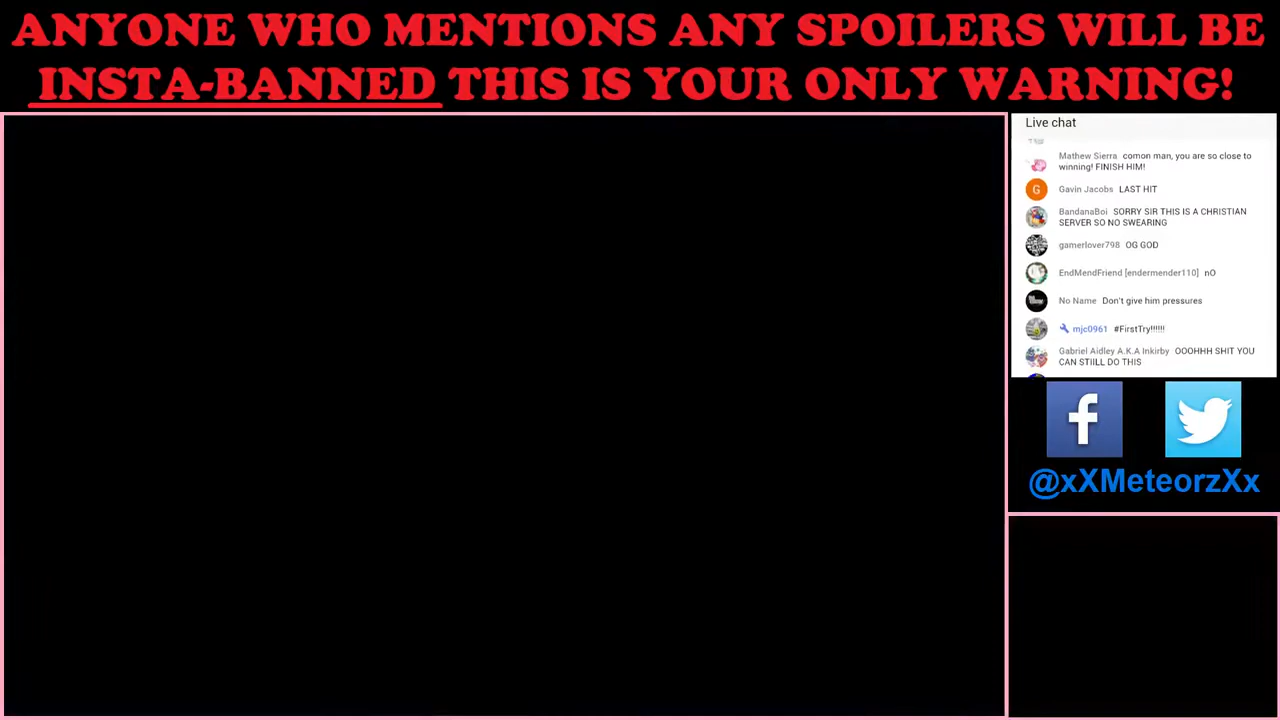 ANYONE WHO MENTIONS ANY SPOILERS WILL BE
INSTA-BANNED THIS IS YOUR ONLY WARNING!
Live chat
Mathew Sierra comon man, you are so close to
winning! FINISH HIM!
G Gavin Jacobs LAST HIT
BandanaBoi SORRY SIR THIS IS A CHRISTIAN
SERVER SO NO SWEARING
gamerlover798 OG GOD
EndMendFriend [endermender110] nO
No Name Don't give him pressures
mjc0961 #FirstTry!!!!!!
Gabriel Aidley A.K.A Inkirby OOOHHH SHIT YOU
CAN STIILL DO THIS
@xXMeteorzXx